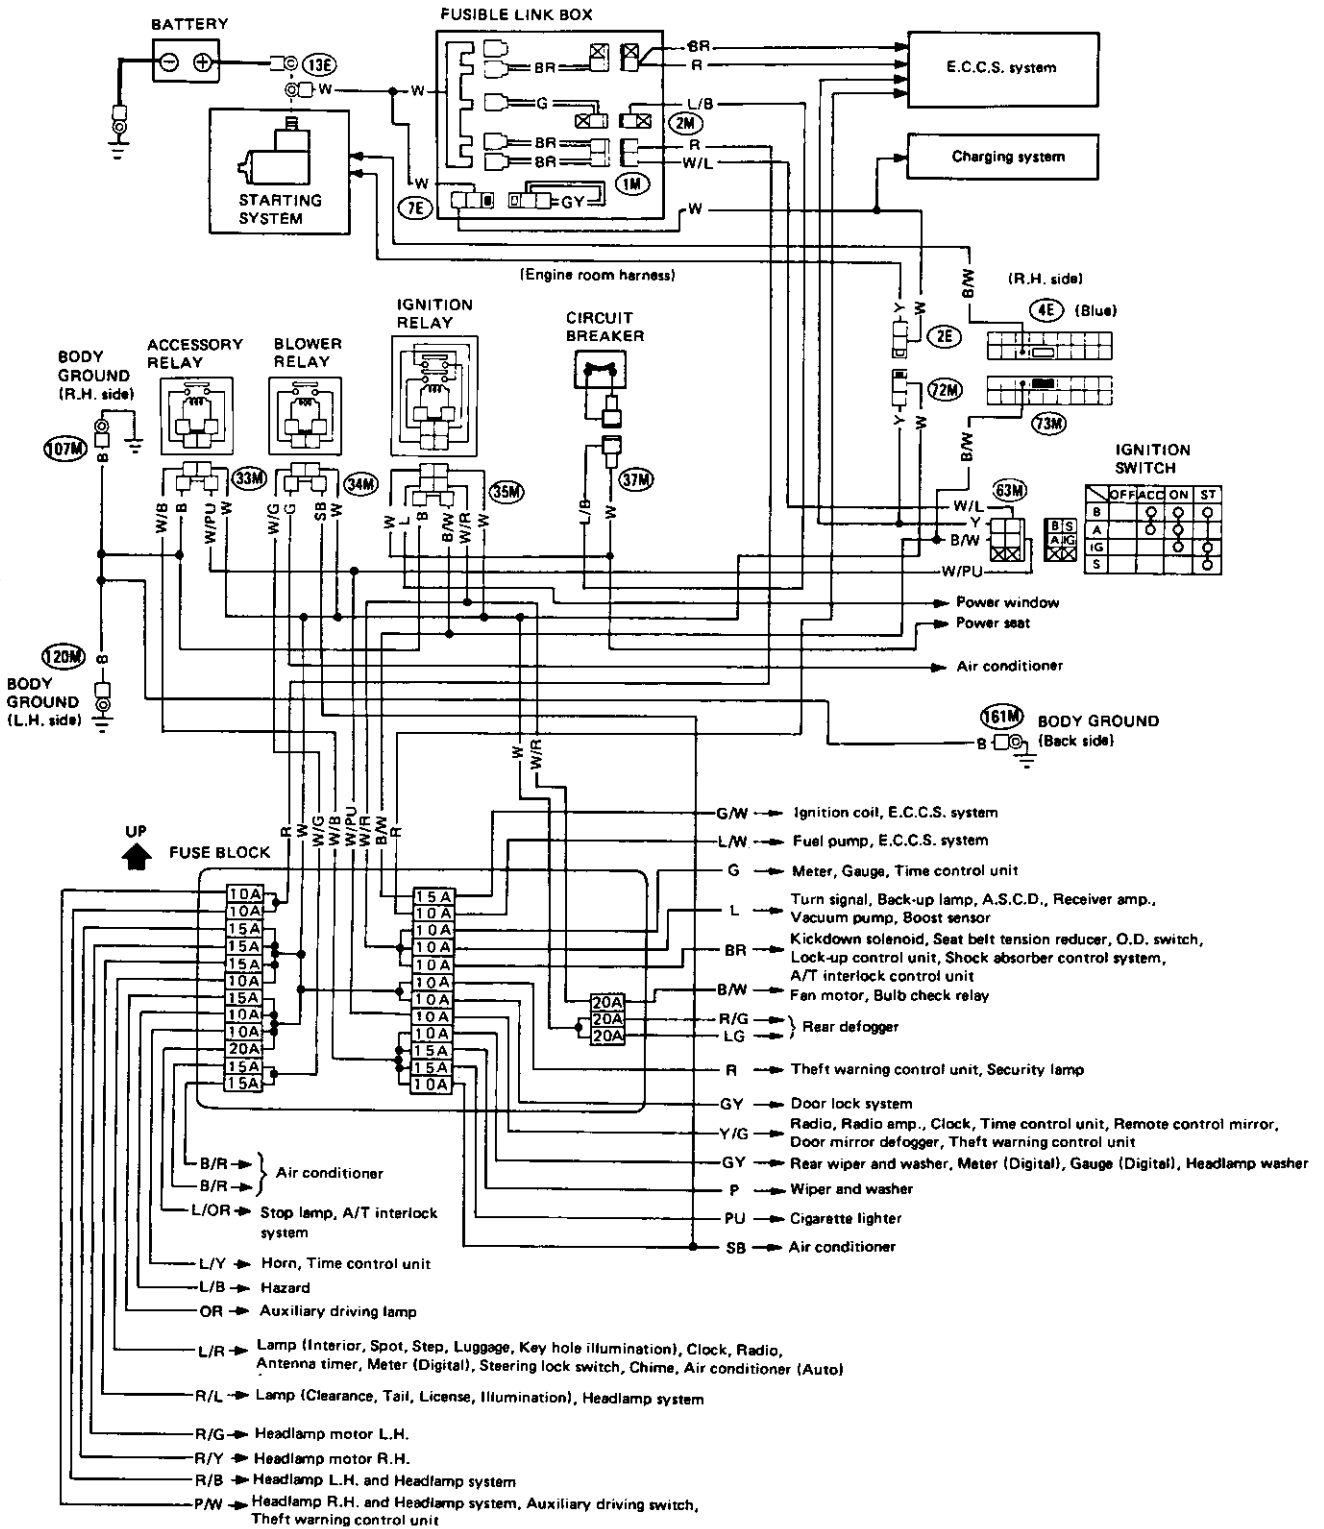 BATTERY
FUSIBLE LINK BOX
13E
W
W
BR
G
BR
BR
GY
W
7E
BR
R
L/B
2M
R
W/L
1M
W
E.C.C.S. system
Charging system
STARTING
SYSTEM
(Engine room harness)
Y
W
B/W
(R.H. side)
4E
(Blue)
2E
72M
73M
Y
W
B/W
BODY
GROUND
(R.H. side)
107M
B
ACCESSORY
RELAY
BLOWER
RELAY
IGNITION
RELAY
CIRCUIT
BREAKER
33M
34M
35M
37M
W/B
B
W/PU
W
W/G
G
SB
W
W
L
B
B/W
W/R
W
L/B
W
IGNITION
SWITCH
63M
W/L
Y
B/W
W/PU
B S
A IG
OFF ACC ON ST
B
A
IG
S
Power window
Power seat
Air conditioner
120M
B
BODY
GROUND
(L.H. side)
161M
B
BODY GROUND
(Back side)
W
W/R
R
W
W/G
W/B
W/PU
W/R
B/W
R
UP
FUSE BLOCK
10A
10A
15A
15A
15A
10A
15A
10A
10A
20A
15A
15A
15A
10A
10A
10A
10A
10A
10A
10A
10A
15A
15A
10A
20A
20A
20A
G/W Ignition coil, E.C.C.S. system
L/W Fuel pump, E.C.C.S. system
G Meter, Gauge, Time control unit
L Turn signal, Back-up lamp, A.S.C.D., Receiver amp.,
Vacuum pump, Boost sensor
BR Kickdown solenoid, Seat belt tension reducer, O.D. switch,
Lock-up control unit, Shock absorber control system,
A/T interlock control unit
B/W Fan motor, Bulb check relay
R/G
LG
Rear defogger
R Theft warning control unit, Security lamp
GY Door lock system
Y/G Radio, Radio amp., Clock, Time control unit, Remote control mirror,
Door mirror defogger, Theft warning control unit
GY Rear wiper and washer, Meter (Digital), Gauge (Digital), Headlamp washer
P Wiper and washer
PU Cigarette lighter
SB Air conditioner
B/R
B/R
Air conditioner
L/OR Stop lamp, A/T interlock
system
L/Y Horn, Time control unit
L/B Hazard
OR Auxiliary driving lamp
L/R Lamp (Interior, Spot, Step, Luggage, Key hole illumination), Clock, Radio,
Antenna timer, Meter (Digital), Steering lock switch, Chime, Air conditioner (Auto)
R/L Lamp (Clearance, Tail, License, Illumination), Headlamp system
R/G Headlamp motor L.H.
R/Y Headlamp motor R.H.
R/B Headlamp L.H. and Headlamp system
P/W Headlamp R.H. and Headlamp system, Auxiliary driving switch,
Theft warning control unit